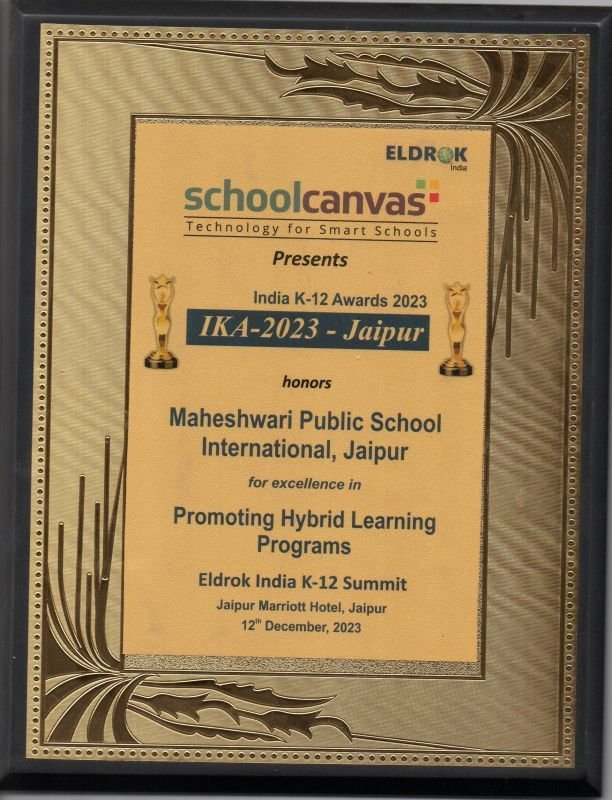 ELDROK
India
schoolcanvas
Technology for Smart Schools
Presents
India K-12 Awards 2023
IKA-2023 - Jaipur
honors
Maheshwari Public School
International, Jaipur
for excellence in
Promoting Hybrid Learning
Programs
Eldrok India K-12 Summit
Jaipur Marriott Hotel, Jaipur
12th December, 2023